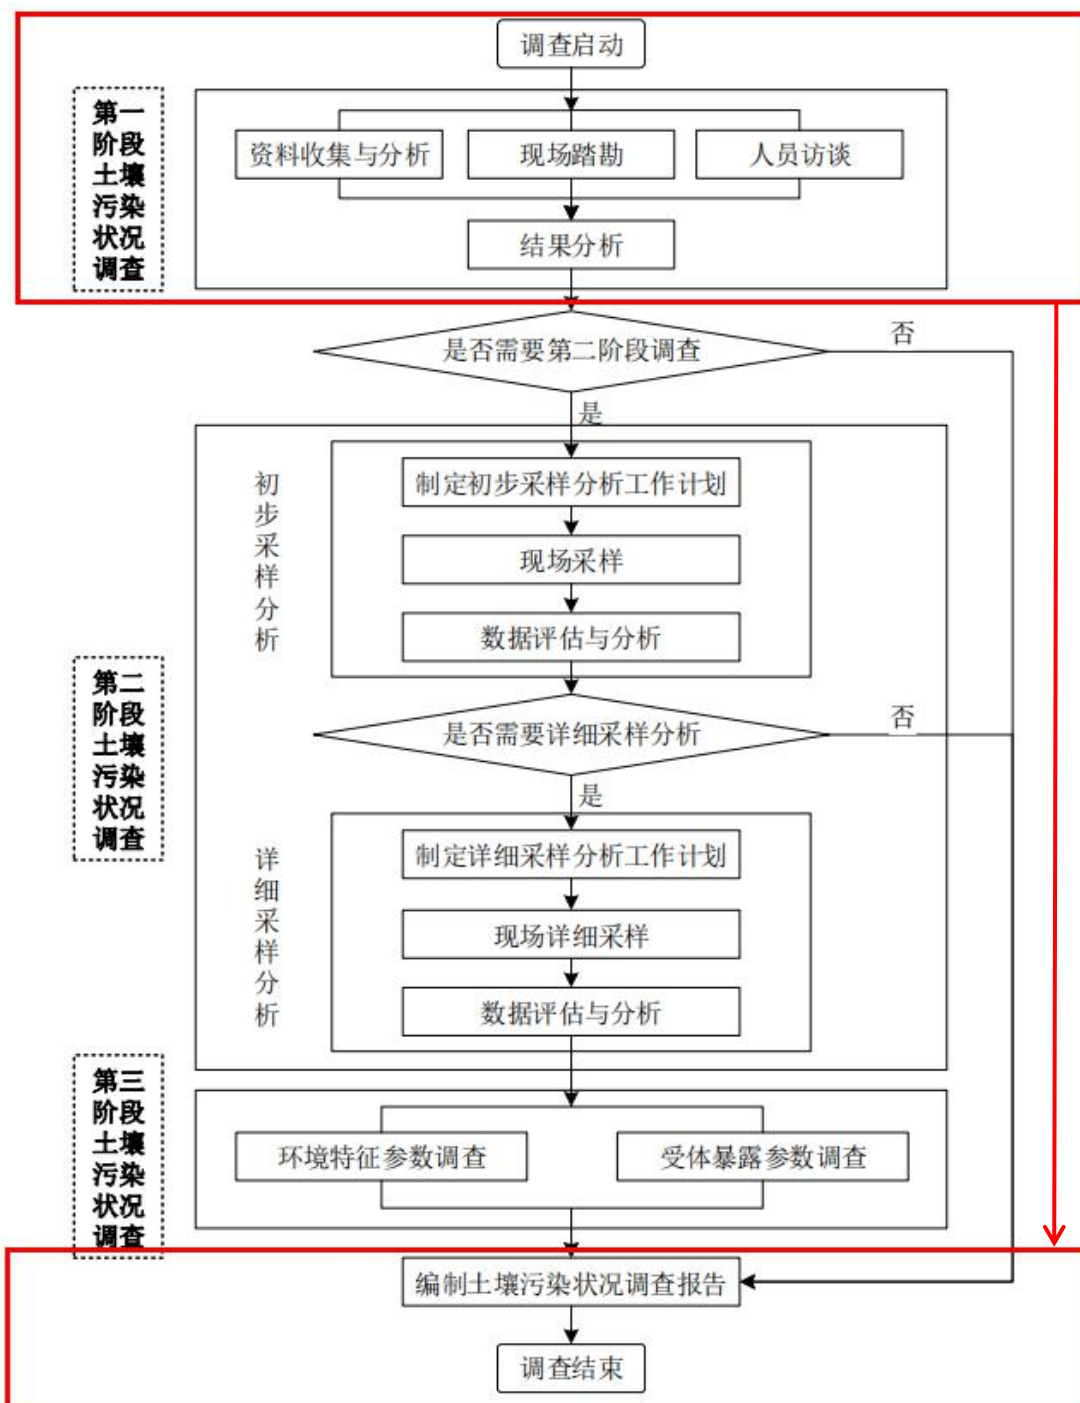 调查启动
第一
阶段
土壤
污染
状况
调查
资料收集与分析
现场踏勘
人员访谈
结果分析
是否需要第二阶段调查
否
是
初
步
采
样
分
析
制定初步采样分析工作计划
现场采样
数据评估与分析
第二
阶段
土壤
污染
状况
调查
是否需要详细采样分析
否
是
详
细
采
样
分
析
制定详细采样分析工作计划
现场详细采样
数据评估与分析
第三
阶段
土壤
污染
状况
调查
环境特征参数调查
受体暴露参数调查
编制土壤污染状况调查报告
调查结束